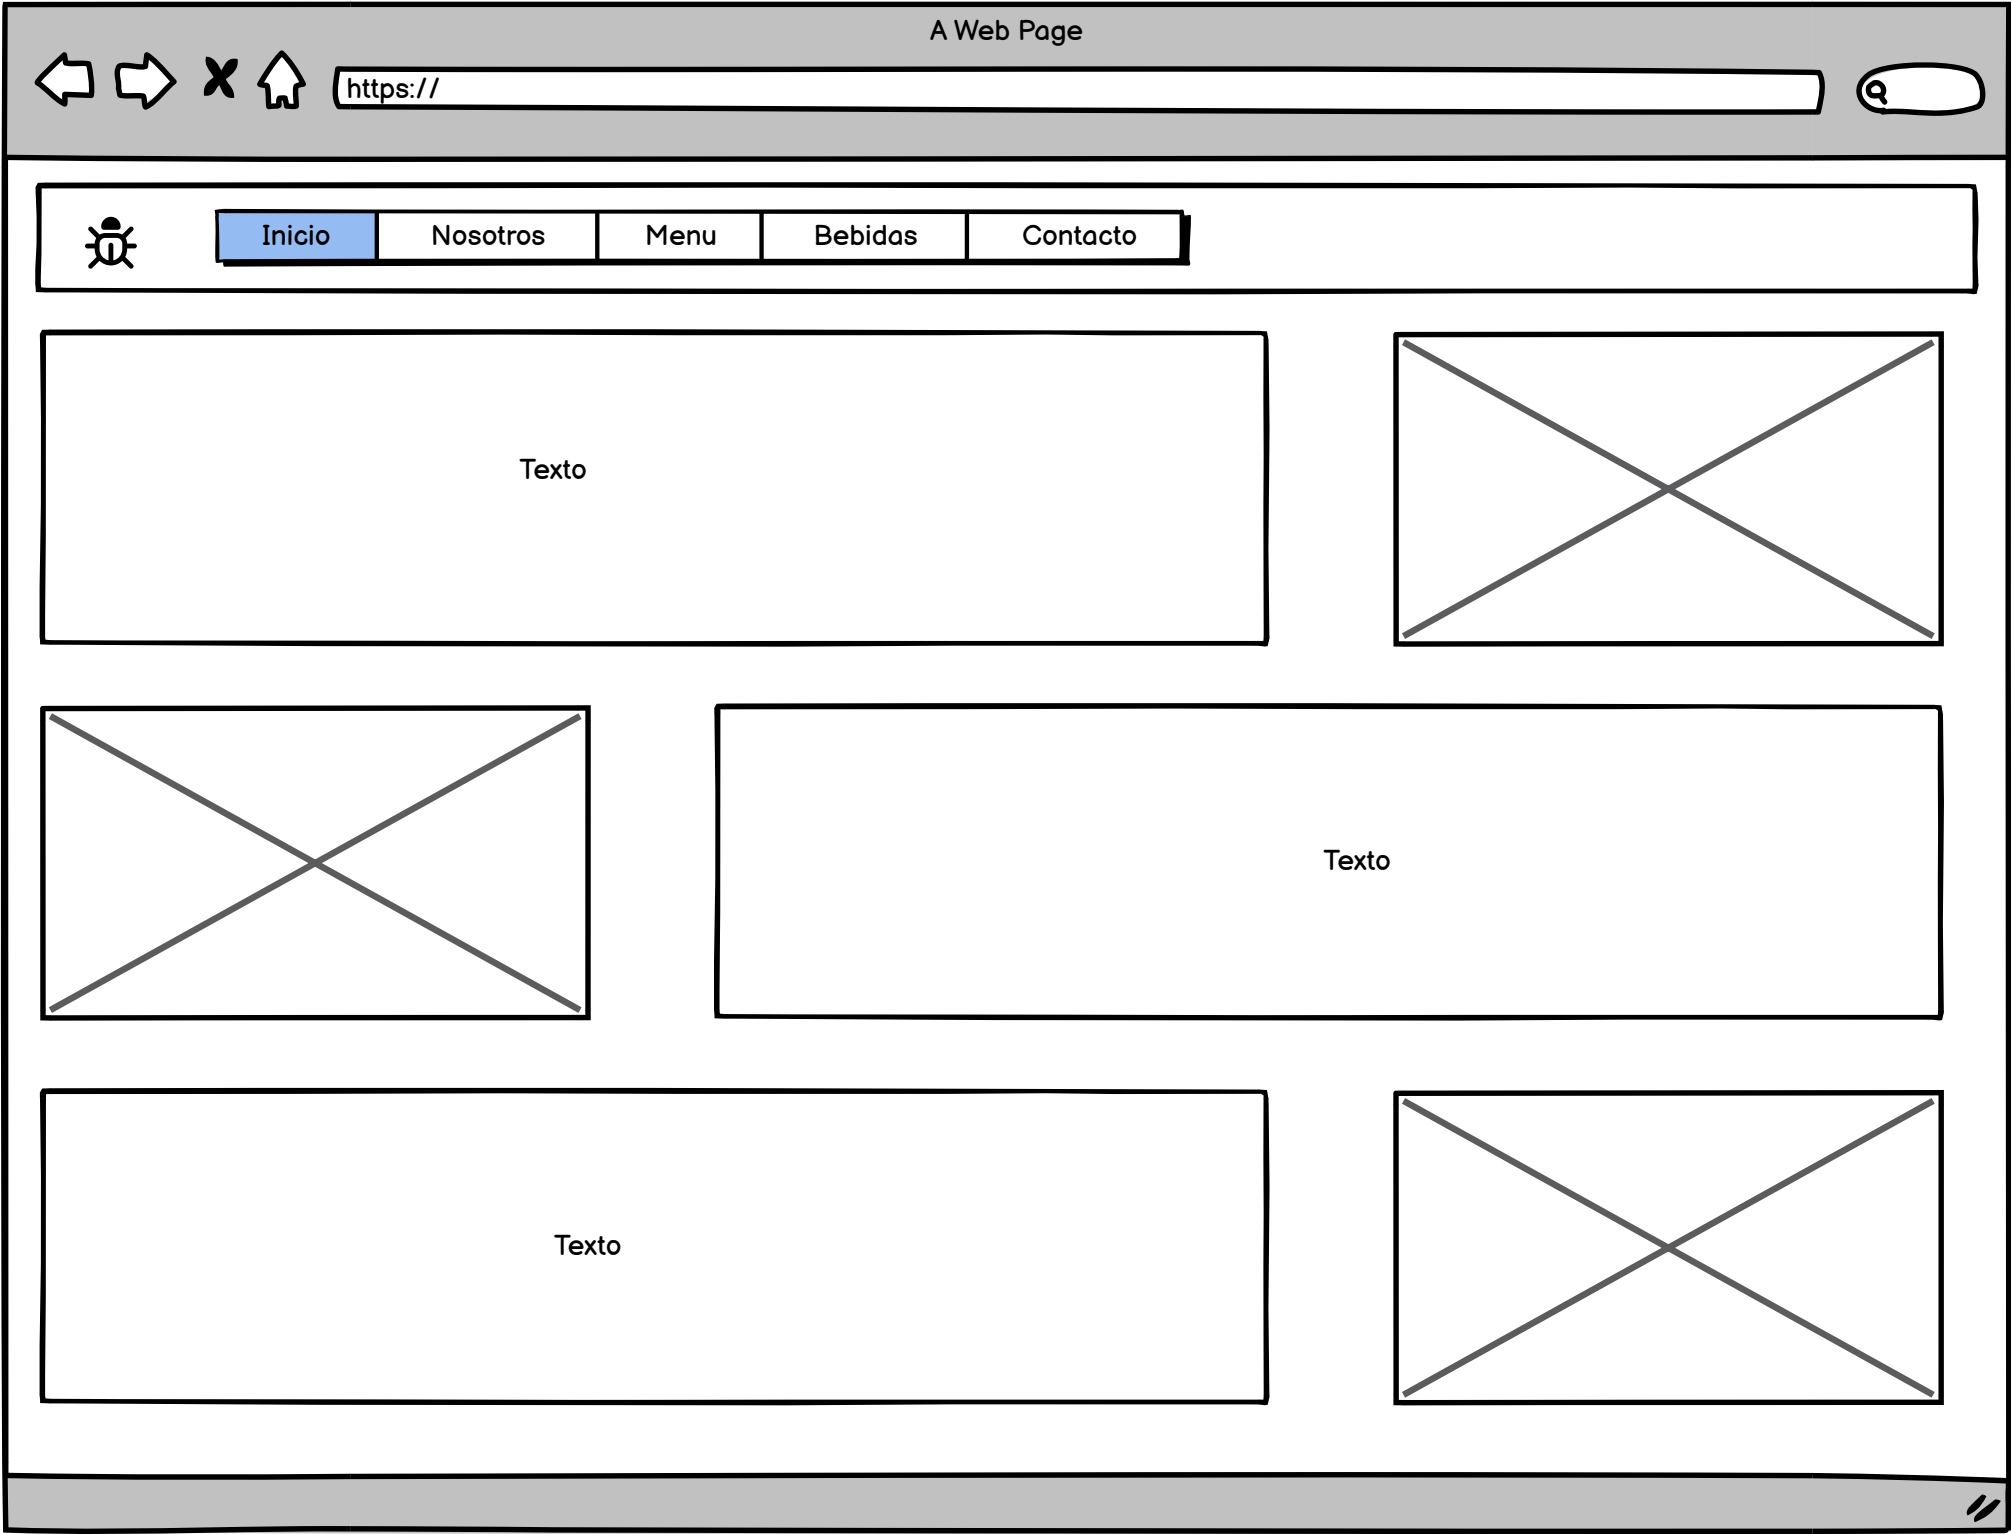 A Web Page
https://
Inicio Nosotros Menu Bebidas Contacto
Texto
Texto
Texto